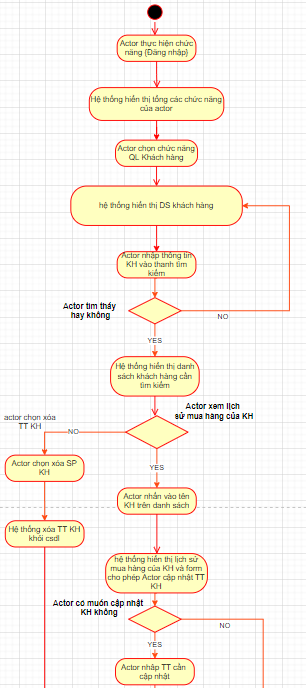 Actor thực hiện chức
năng (Đăng nhập)
Hệ thống hiển thị tổng các chức năng
của actor
Actor chọn chức năng
QL Khách hàng
hệ thống hiển thị DS khách hàng
Actor nhập thông tin
KH vào thanh tìm
kiếm
Actor tìm thấy
hay không
NO
YES
Hệ thống hiển thị danh
sách khách hàng cần
tìm kiếm
Actor xem lịch
sử mua hàng của KH
actor chọn xóa
TT KH
NO
YES
Actor chọn xóa SP
KH
Actor nhấn vào tên
KH trên danh sách
Hệ thống xóa TT KH
khỏi csdl
hệ thống hiển thị lịch sử
mua hàng của KH và form
cho phép Actor cập nhật TT
KH
Actor có muốn cập nhật
KH không
NO
YES
Actor nhập TT cần
cập nhật